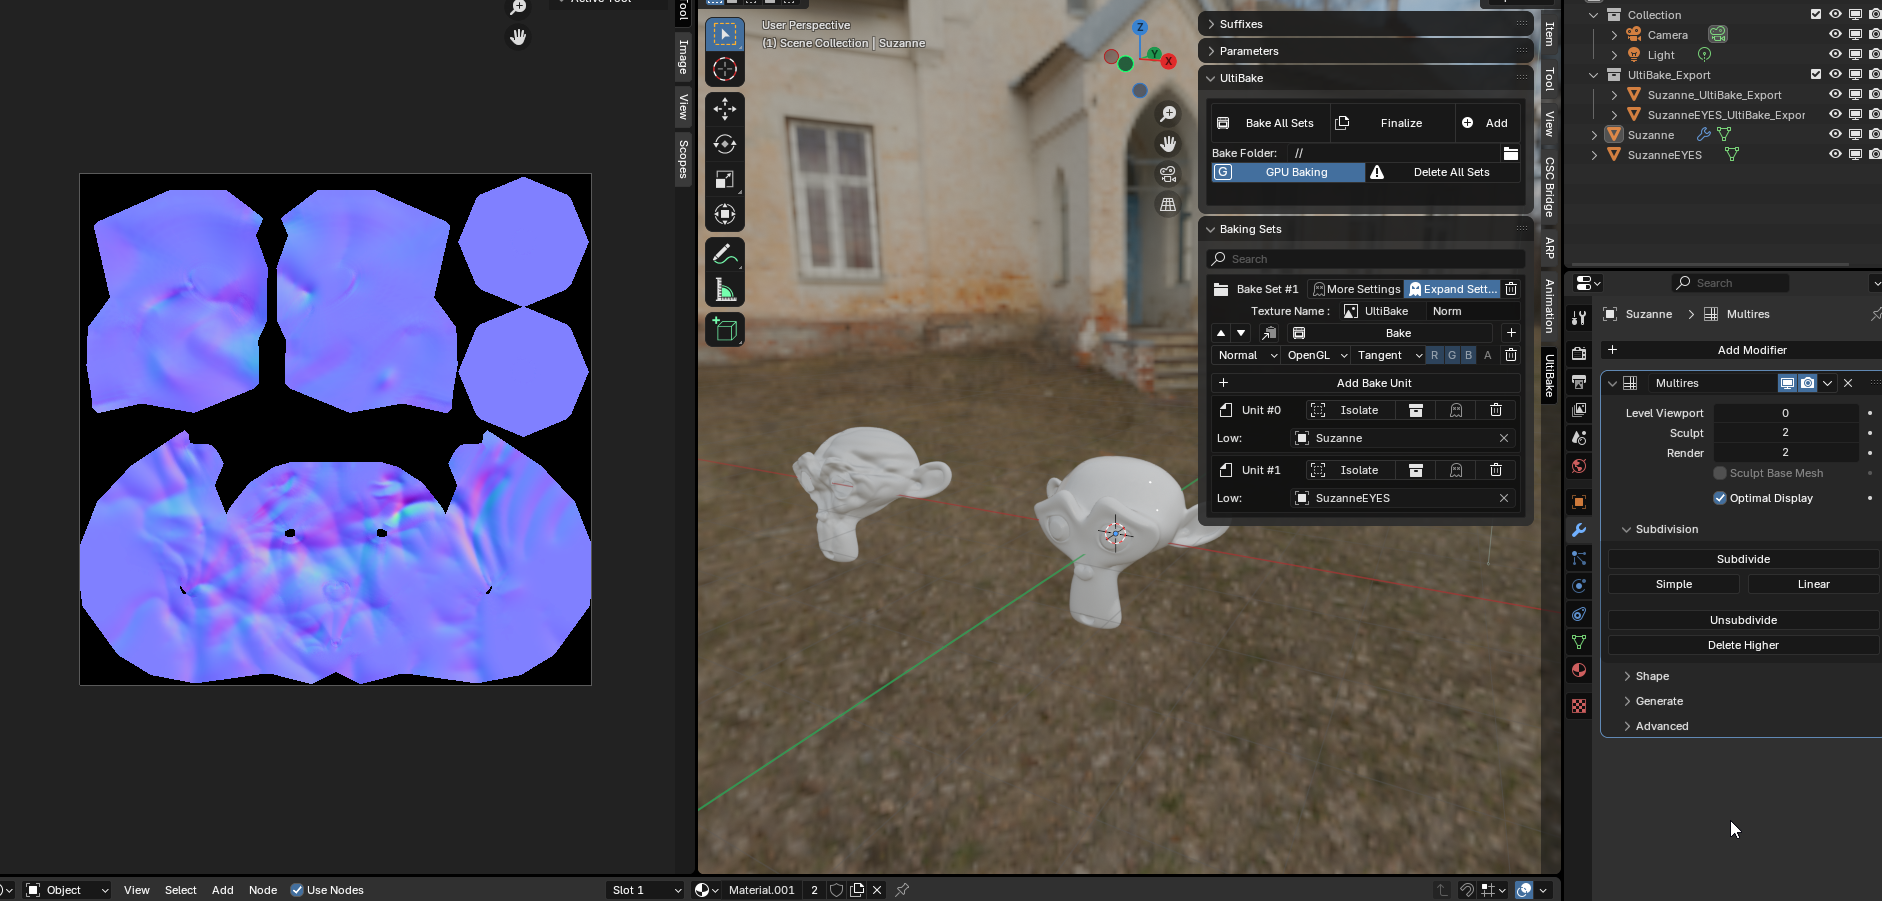 Tool
Image
View
Scopes
User Perspective
(1) Scene Collection | Suzanne
Z
Y
X
Suffixes
Parameters
UltiBake
Bake All Sets
Finalize
Add
Bake Folder:
//
G
GPU Baking
Delete All Sets
Baking Sets
Search
Bake Set #1
More Settings
Expand Sett...
Texture Name :
UltiBake
Norm
Bake
Normal
OpenGL
Tangent
R
G
B
A
Add Bake Unit
Unit #0
Isolate
Low:
Suzanne
Unit #1
Isolate
Low:
SuzanneEYES
Item
Tool
View
CSC Bridge
ARP
Animation
UltiBake
Collection
Camera
Light
UltiBake_Export
Suzanne_UltiBake_Export
SuzanneEYES_UltiBake_Expor
Suzanne
SuzanneEYES
Search
Suzanne
Multires
Add Modifier
Multires
Level Viewport
0
Sculpt
2
Render
2
Sculpt Base Mesh
Optimal Display
Subdivision
Subdivide
Simple
Linear
Unsubdivide
Delete Higher
Shape
Generate
Advanced
Object
View
Select
Add
Node
Use Nodes
Slot 1
Material.001
2